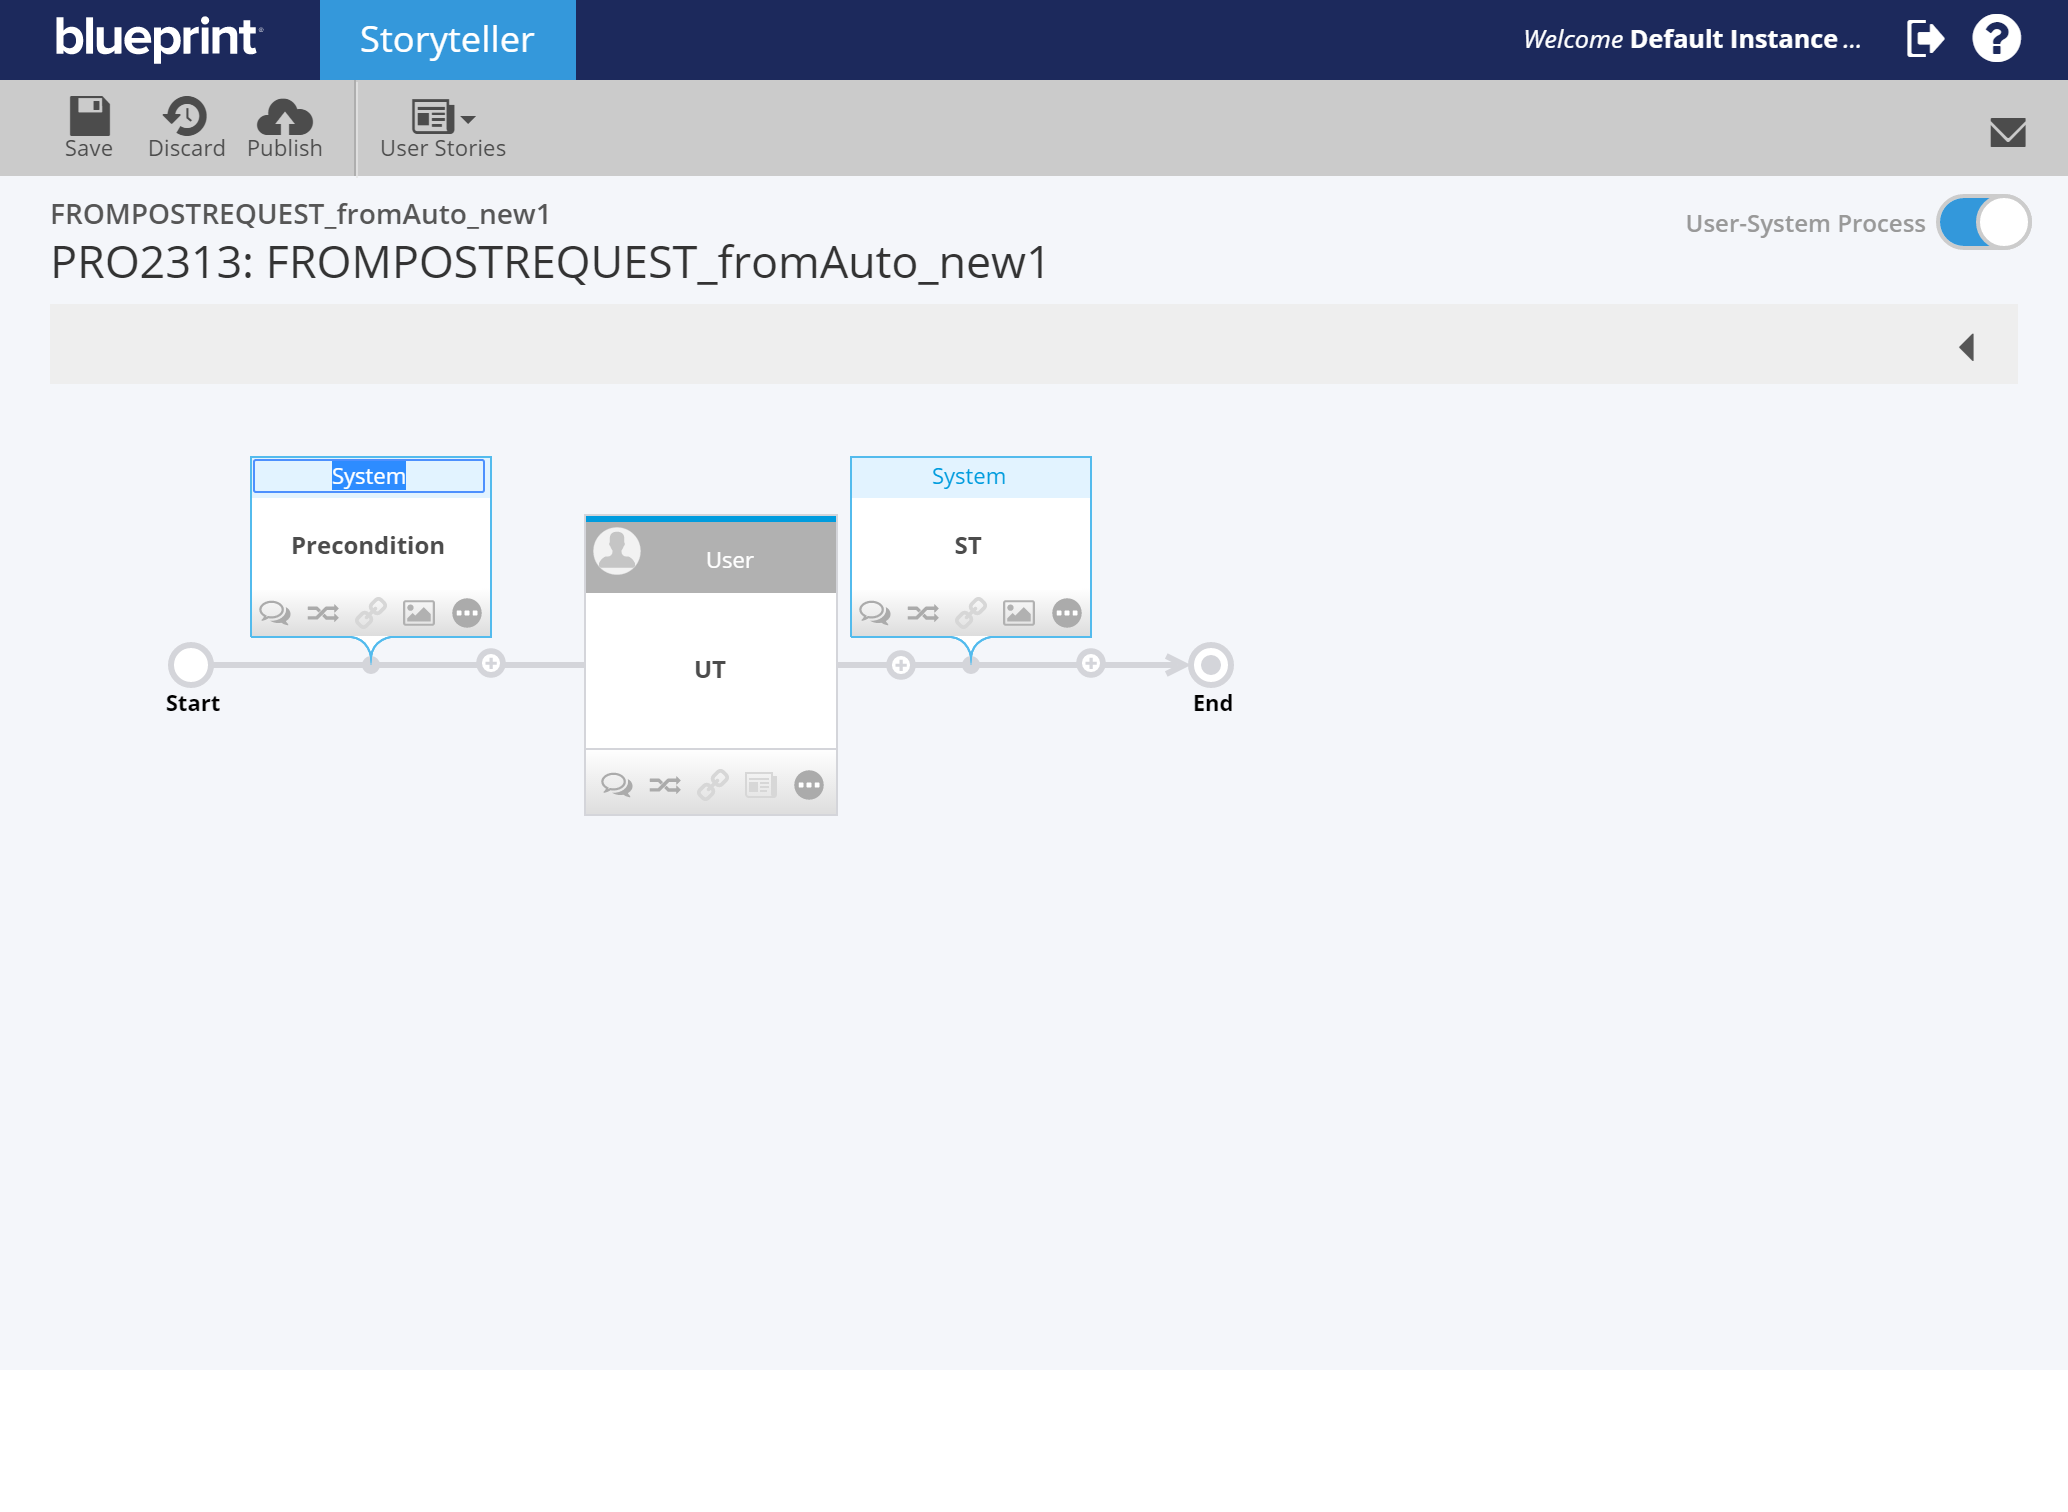 blueprint
Storyteller
Welcome Default Instance ...
Save
Discard
Publish
User Stories
FROMPOSTREQUEST_fromAuto_new1
User-System Process
PRO2313: FROMPOSTREQUEST_fromAuto_new1
System
System
Precondition
User
ST
UT
Start
End